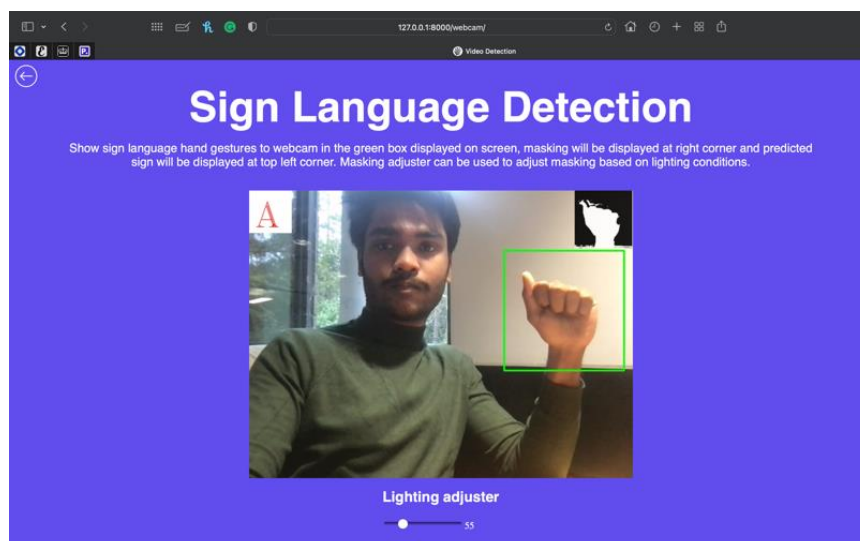 127.0.0.1:8000/webcam/
Video Detection
Sign Language Detection
Show sign language hand gestures to webcam in the green box displayed on screen, masking will be displayed at right corner and predicted
sign will be displayed at top left corner. Masking adjuster can be used to adjust masking based on lighting conditions.
A
Lighting adjuster
55